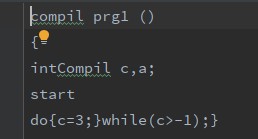 compil prg1 ()
{
intCompil c,a;
start
do{c=3;}while(c>-1);}